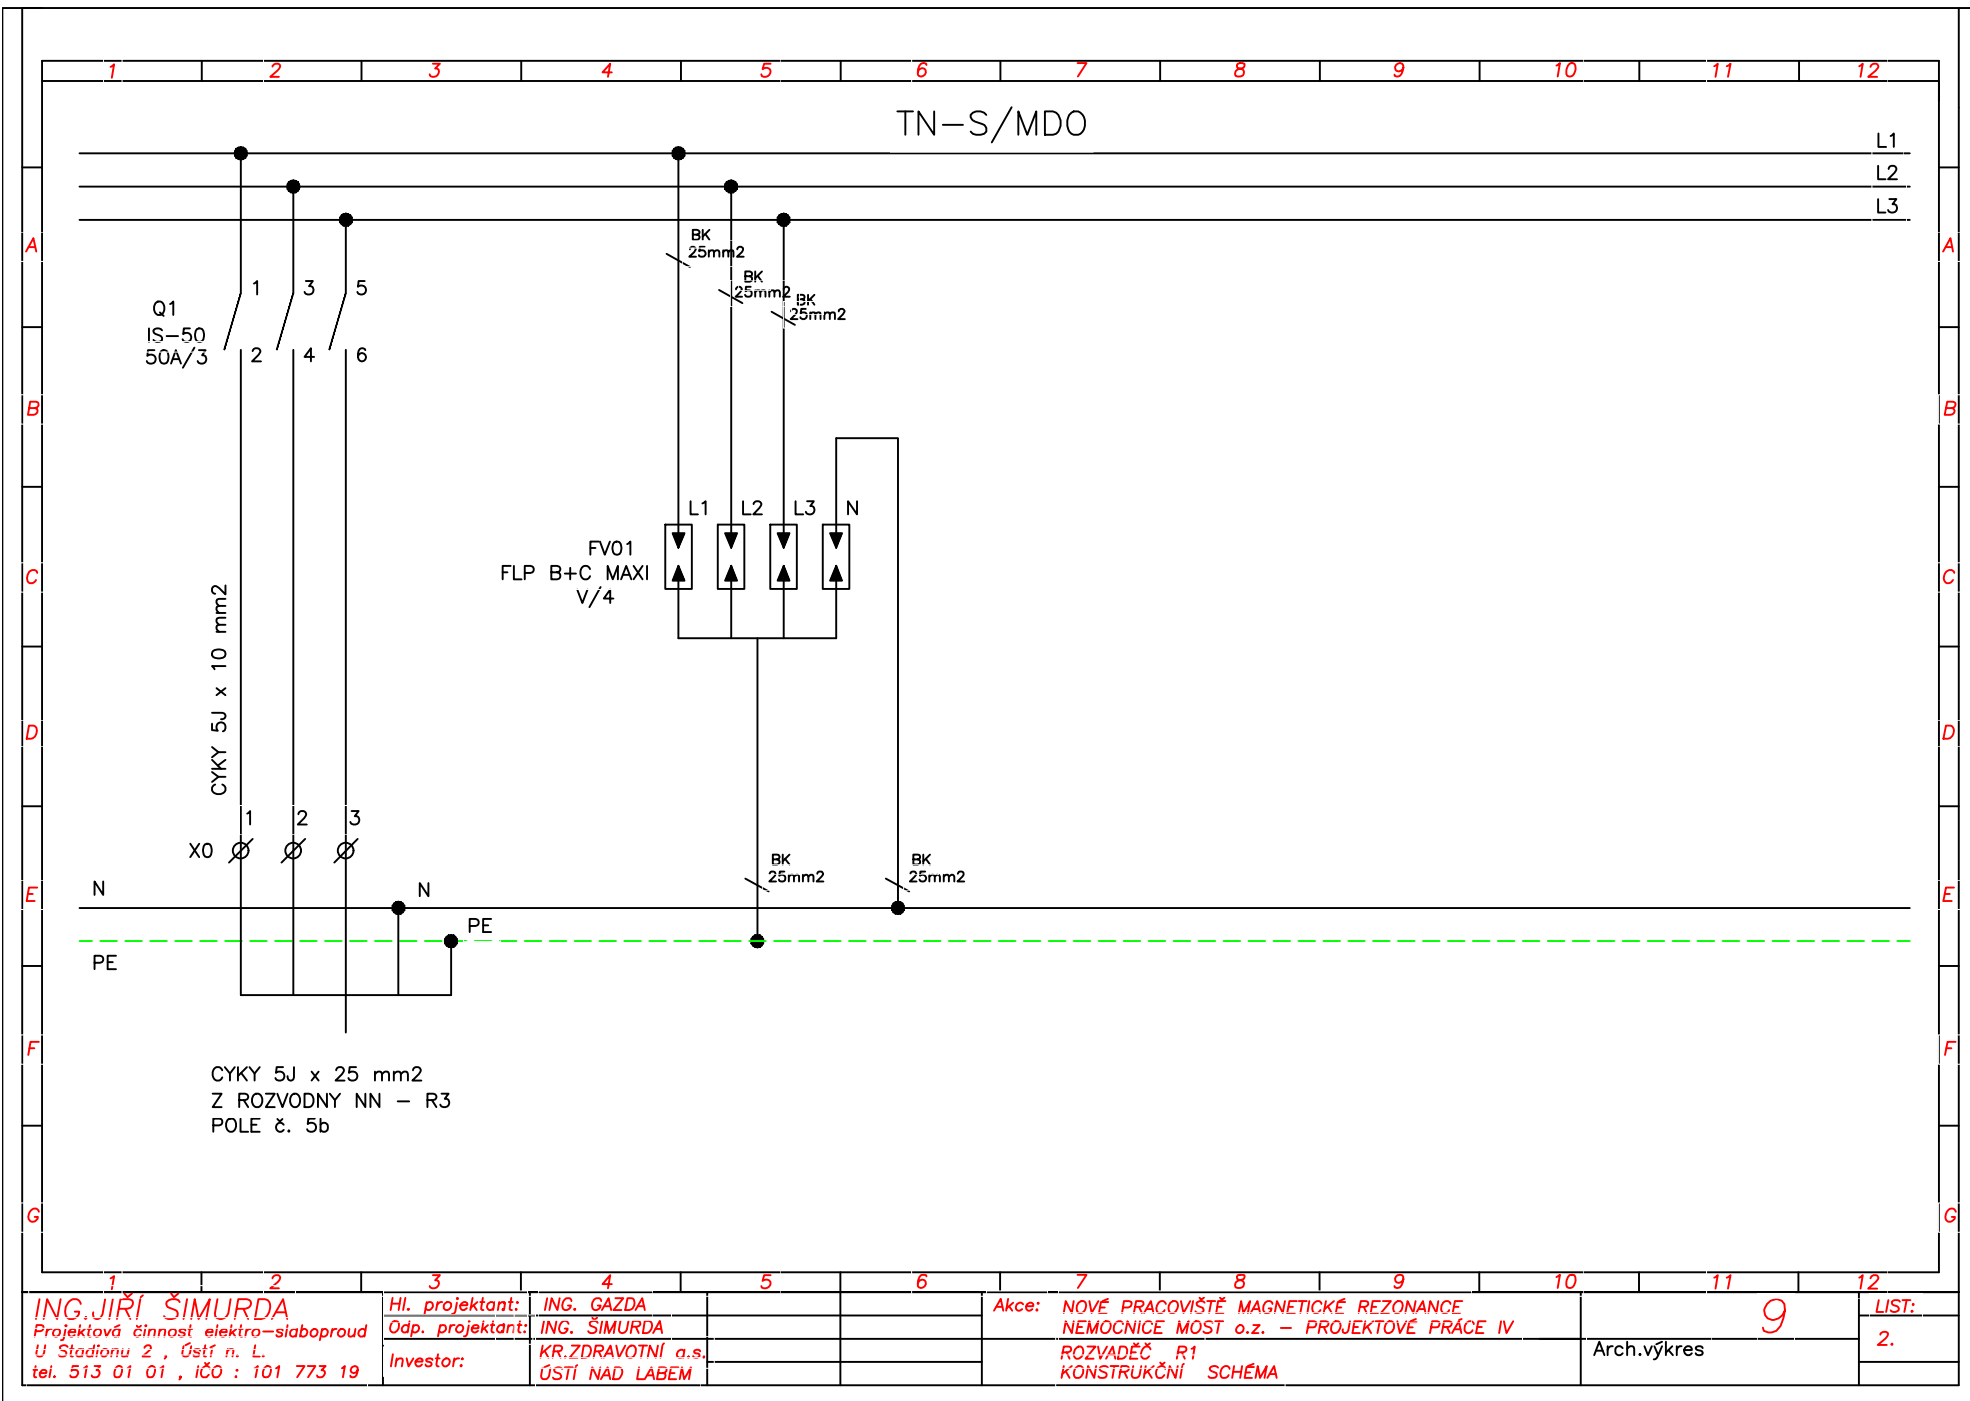 1 2 3 4 5 6 7 8 9 10 11 12
TN-S/MDO
L1
L2
L3
A A
BK
25mm2
BK
25mm2
BK
25mm2
1 3 5
Q1
IS-50
50A/3
2 4 6
B B
L1 L2 L3 N
FV01
FLP B+C MAXI
V/4
C C
CYKY 5J x 10 mm2
D D
1 2 3
X0
BK
25mm2
BK
25mm2
E E
N N
PE
PE
F F
CYKY 5J x 25 mm2
Z ROZVODNY NN - R3
POLE č. 5b
G G
1 2 3 4 5 6 7 8 9 10 11 12
ING.JIŘÍ ŠIMURDA
Projektová činnost elektro-slaboproud
U Stadionu 2 , Ústí n. L.
tel. 513 01 01 , IČO : 101 773 19
Hl. projektant: ING. GAZDA
Odp. projektant: ING. ŠIMURDA
Investor: KR.ZDRAVOTNÍ a.s.
ÚSTÍ NAD LABEM
Akce: NOVÉ PRACOVIŠTĚ MAGNETICKÉ REZONANCE
NEMOCNICE MOST o.z. - PROJEKTOVÉ PRÁCE IV
ROZVADĚČ R1
KONSTRUKČNÍ SCHÉMA
9
Arch.výkres
LIST:
2.